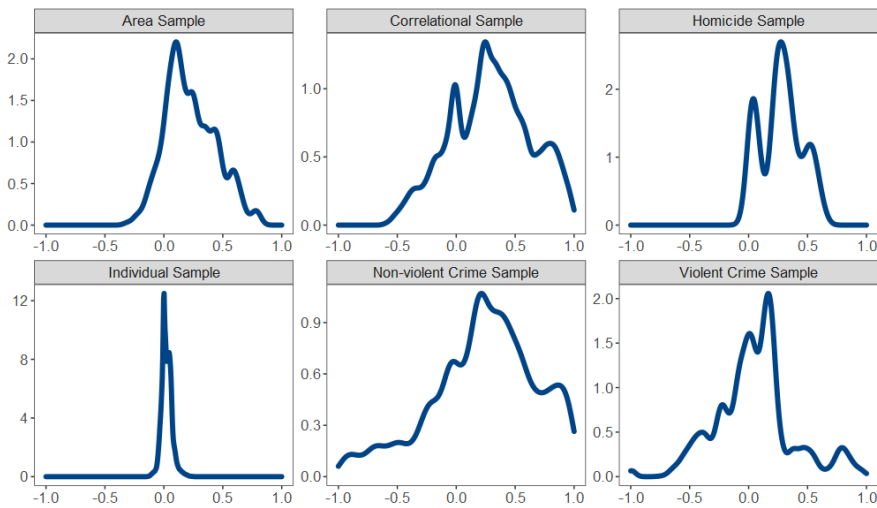 Area Sample
Correlational Sample
Homicide Sample
2.0
1.5
1.0
0.5
0.0
-1.0 -0.5 0.0 0.5 1.0
1.0
0.5
0.0
-1.0 -0.5 0.0 0.5 1.0
2
1
0
-1.0 -0.5 0.0 0.5 1.0
Individual Sample
Non-violent Crime Sample
Violent Crime Sample
12
8
4
0
-1.0 -0.5 0.0 0.5 1.0
0.9
0.6
0.3
0.0
-1.0 -0.5 0.0 0.5 1.0
2.0
1.5
1.0
0.5
0.0
-1.0 -0.5 0.0 0.5 1.0